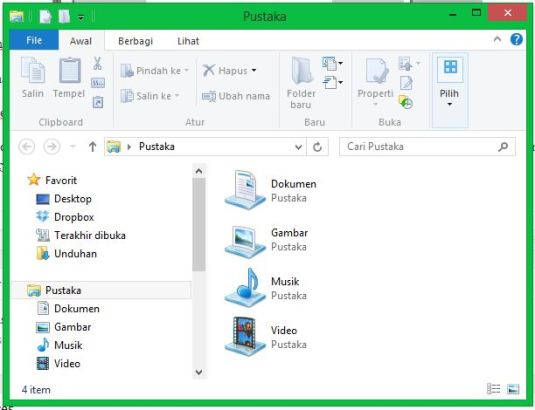 Pustaka
File Awal Berbagi Lihat
Salin Tempel
Pindah ke
Salin ke
Hapus
Ubah nama
Folder baru
Properti
Pilih
Clipboard Atur Baru Buka
Pustaka
Cari Pustaka
Favorit
Desktop
Dropbox
Terakhir dibuka
Unduhan
Pustaka
Dokumen
Gambar
Musik
Video
Dokumen
Pustaka
Gambar
Pustaka
Musik
Pustaka
Video
Pustaka
4 item